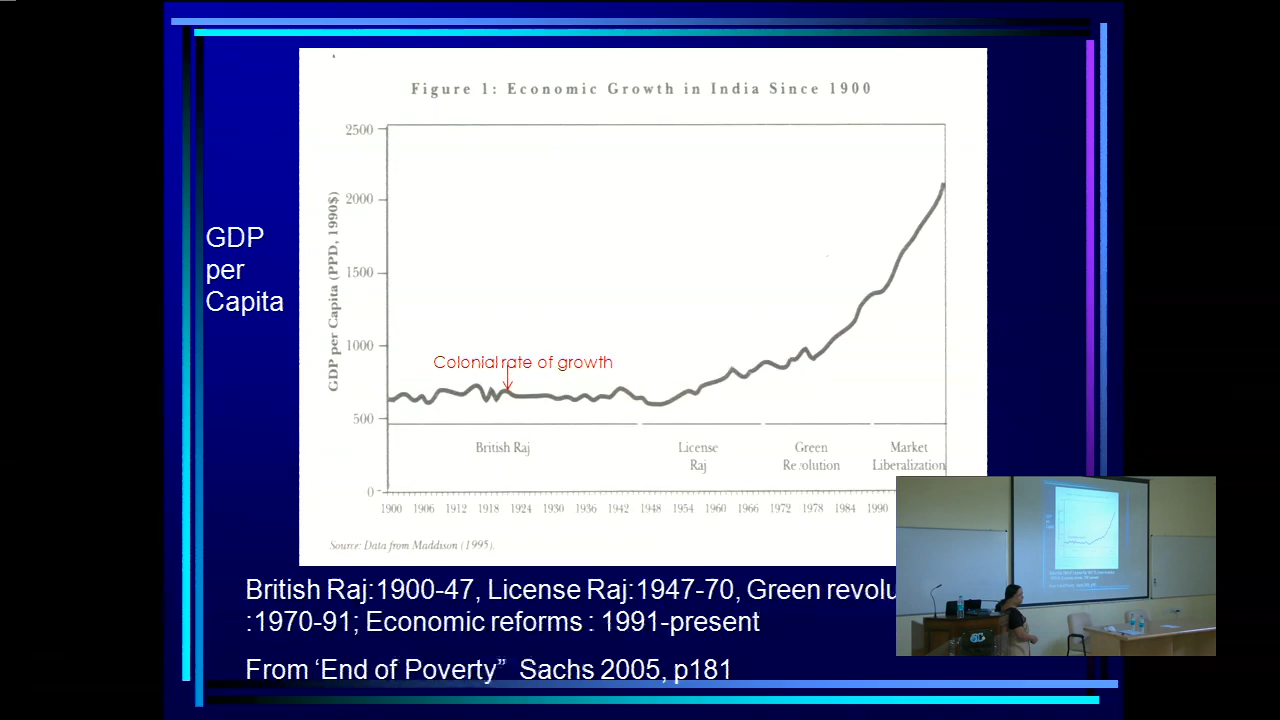 Figure 1: Economic Growth in India Since 1900
GDP
per
Capita
GDP per Capita (PPD, 1990$)
2500
2000
1500
1000
500
0
Colonial rate of growth
British Raj
License
Raj
Green
Revolution
Market
Liberalization
1900 1906 1912 1918 1924 1930 1936 1942 1948 1954 1960 1966 1972 1978 1984 1990
Source: Data from Maddison (1995).
British Raj:1900-47, License Raj:1947-70, Green revolu
:1970-91; Economic reforms : 1991-present
From ‘End of Poverty” Sachs 2005, p181